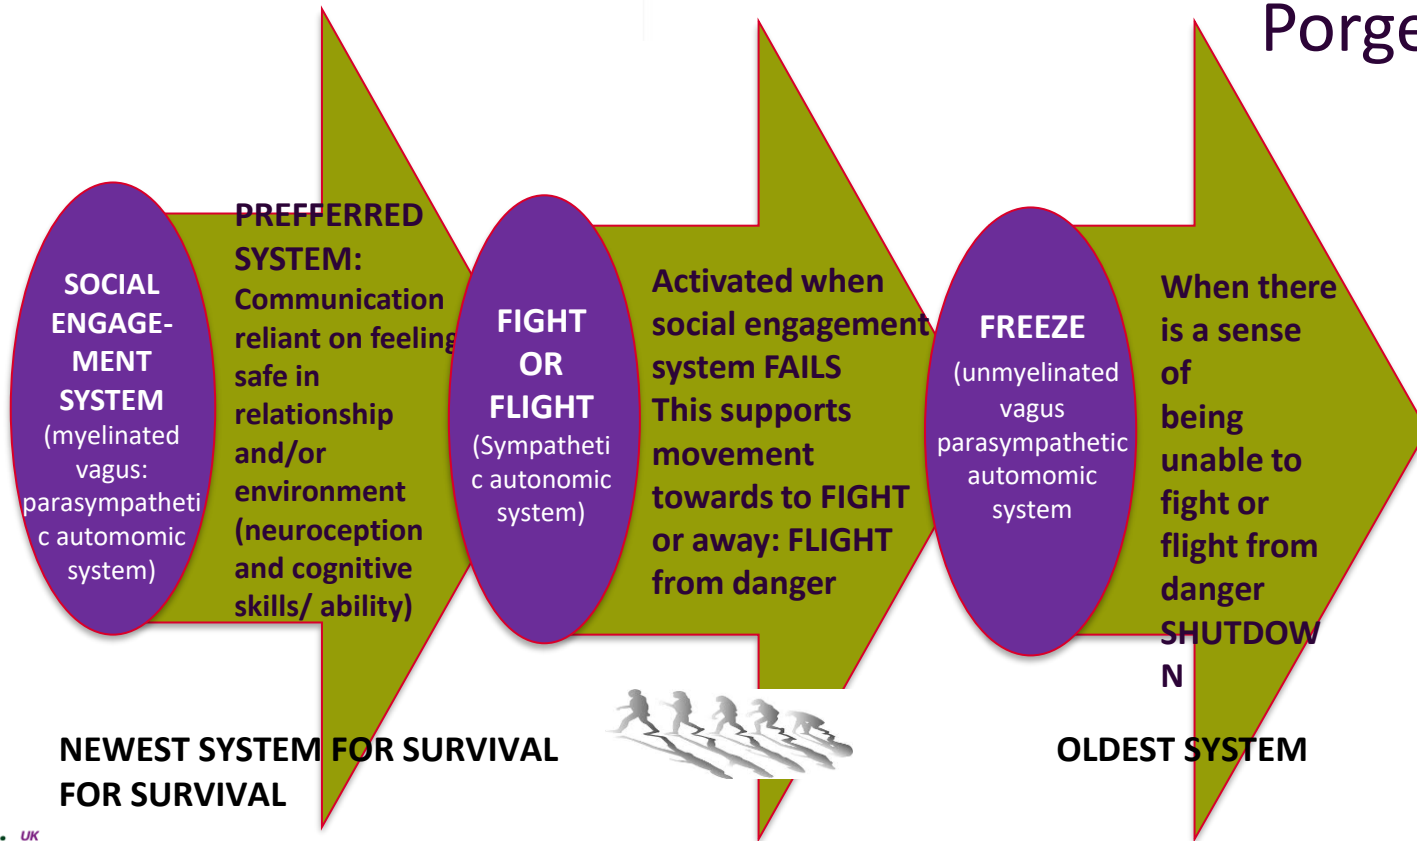 Porge
SOCIAL
ENGAGE-
MENT
SYSTEM
(myelinated
vagus:
parasympatheti
c automomic
system)
PREFFERRED
SYSTEM:
Communication
reliant on feeling
safe in
relationship
and/or
environment
(neuroception
and cognitive
skills/ ability)
FIGHT
OR
FLIGHT
(Sympatheti
c autonomic
system)
Activated when
social engagement
system FAILS
This supports
movement
towards to FIGHT
or away: FLIGHT
from danger
FREEZE
(unmyelinated
vagus
parasympathetic
automomic
system
When there
is a sense
of
being
unable to
fight or
flight from
danger
SHUTDOW
N
NEWEST SYSTEM FOR SURVIVAL
FOR SURVIVAL
OLDEST SYSTEM
UK